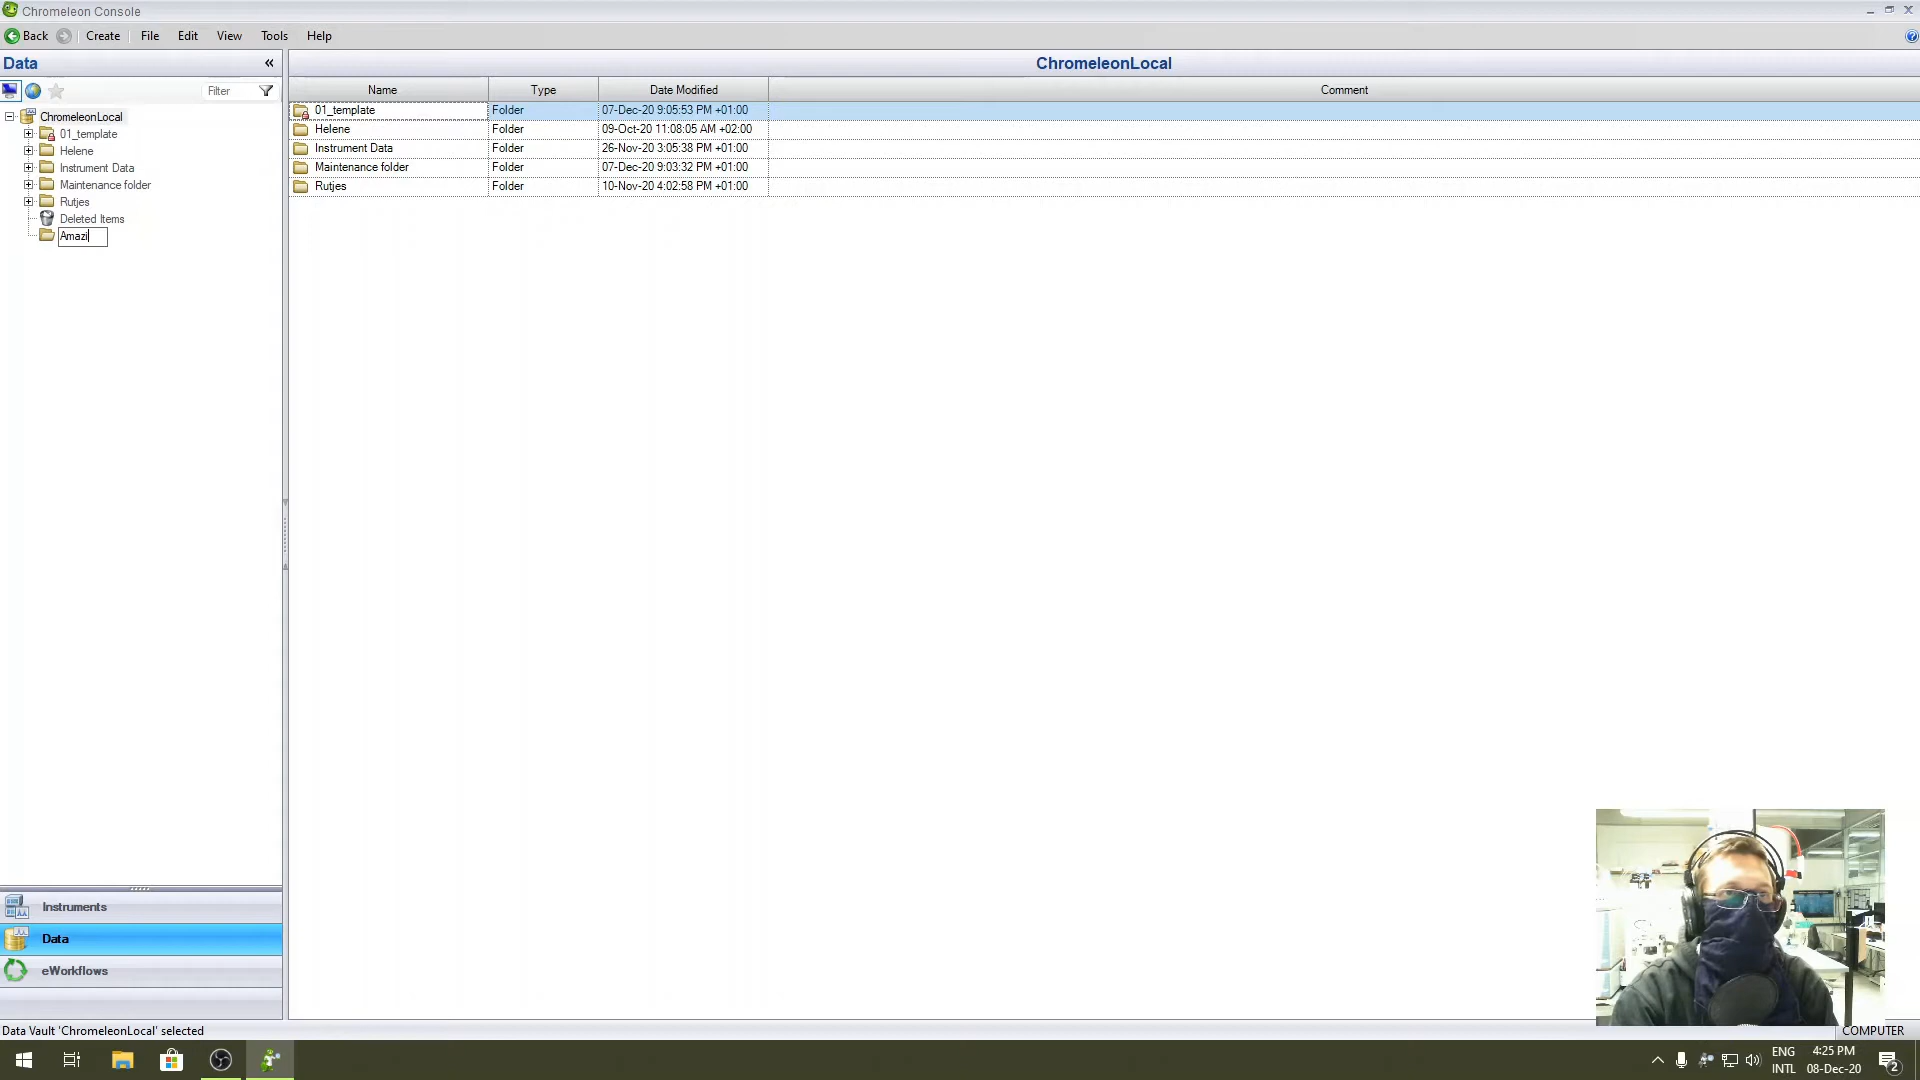 Chromeleon Console
Back Create File Edit View Tools Help
Data «
ChromeleonLocal
Filter
Name Type Date Modified Comment
01_template Folder 07-Dec-20 9:05:53 PM +01:00
Helene Folder 09-Oct-20 11:08:05 AM +02:00
Instrument Data Folder 26-Nov-20 3:05:38 PM +01:00
Maintenance folder Folder 07-Dec-20 9:03:32 PM +01:00
Rutjes Folder 10-Nov-20 4:02:58 PM +01:00
ChromeleonLocal
01_template
Helene
Instrument Data
Maintenance folder
Rutjes
Deleted Items
Amazi
Instruments
Data
eWorkflows
Data Vault 'ChromeleonLocal' selected
COMPUTER
ENG 4:25 PM
INTL 08-Dec-20
2